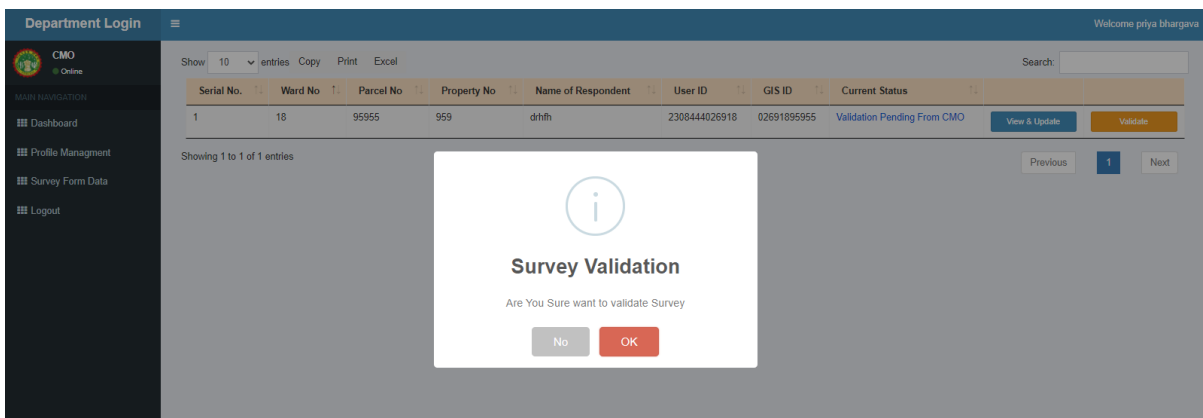 Department Login
Welcome priya bhargava
CMO
Online
MAIN NAVIGATION
Dashboard
Profile Managment
Survey Form Data
Logout
Show 10 entries Copy Print Excel
Search:
Serial No. Ward No Parcel No Property No Name of Respondent User ID GIS ID Current Status
1 18 95955 959 drhfh 2308444026918 02691895955 Validation Pending From CMO View & Update Validate
Showing 1 to 1 of 1 entries
Previous 1 Next
i
Survey Validation
Are You Sure want to validate Survey
No OK